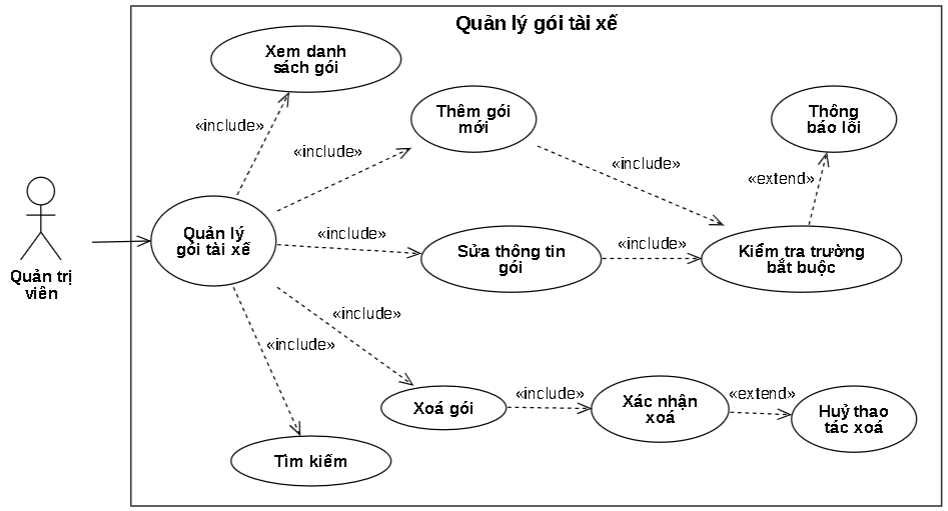 Quản lý gói tài xế
Xem danh
sách gói
Thêm gói
mới
Thông
báo lỗi
«include»
«include»
«include»
«extend»
Quản lý
gói tài xế
«include»
Sửa thông tin
gói
«include»
Kiểm tra trường
bắt buộc
Quản trị
viên
«include»
«include»
Xoá gói
«include»
Xác nhận
xoá
«extend»
Huỷ thao
tác xoá
Tìm kiếm